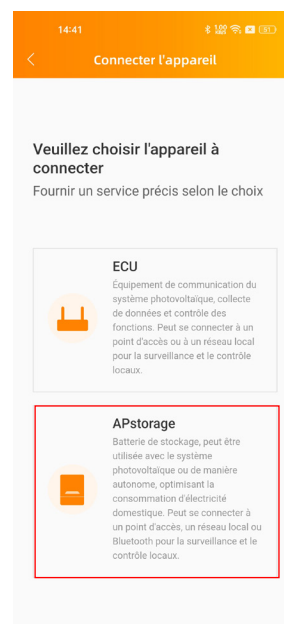 14:41
Connecter l'appareil
Veuillez choisir l'appareil à
connecter
Fournir un service précis selon le choix
ECU
Équipement de communication du
système photovoltaïque, collecte
de données et contrôle des
fonctions. Peut se connecter à un
point d'accès ou à un réseau local
pour la surveillance et le contrôle
locaux.
APstorage
Batterie de stockage, peut être
utilisée avec le système
photovoltaïque ou de manière
autonome, optimisant la
consommation d'électricité
domestique. Peut se connecter à
un point d'accès, un réseau local ou
Bluetooth pour la surveillance et le
contrôle locaux.